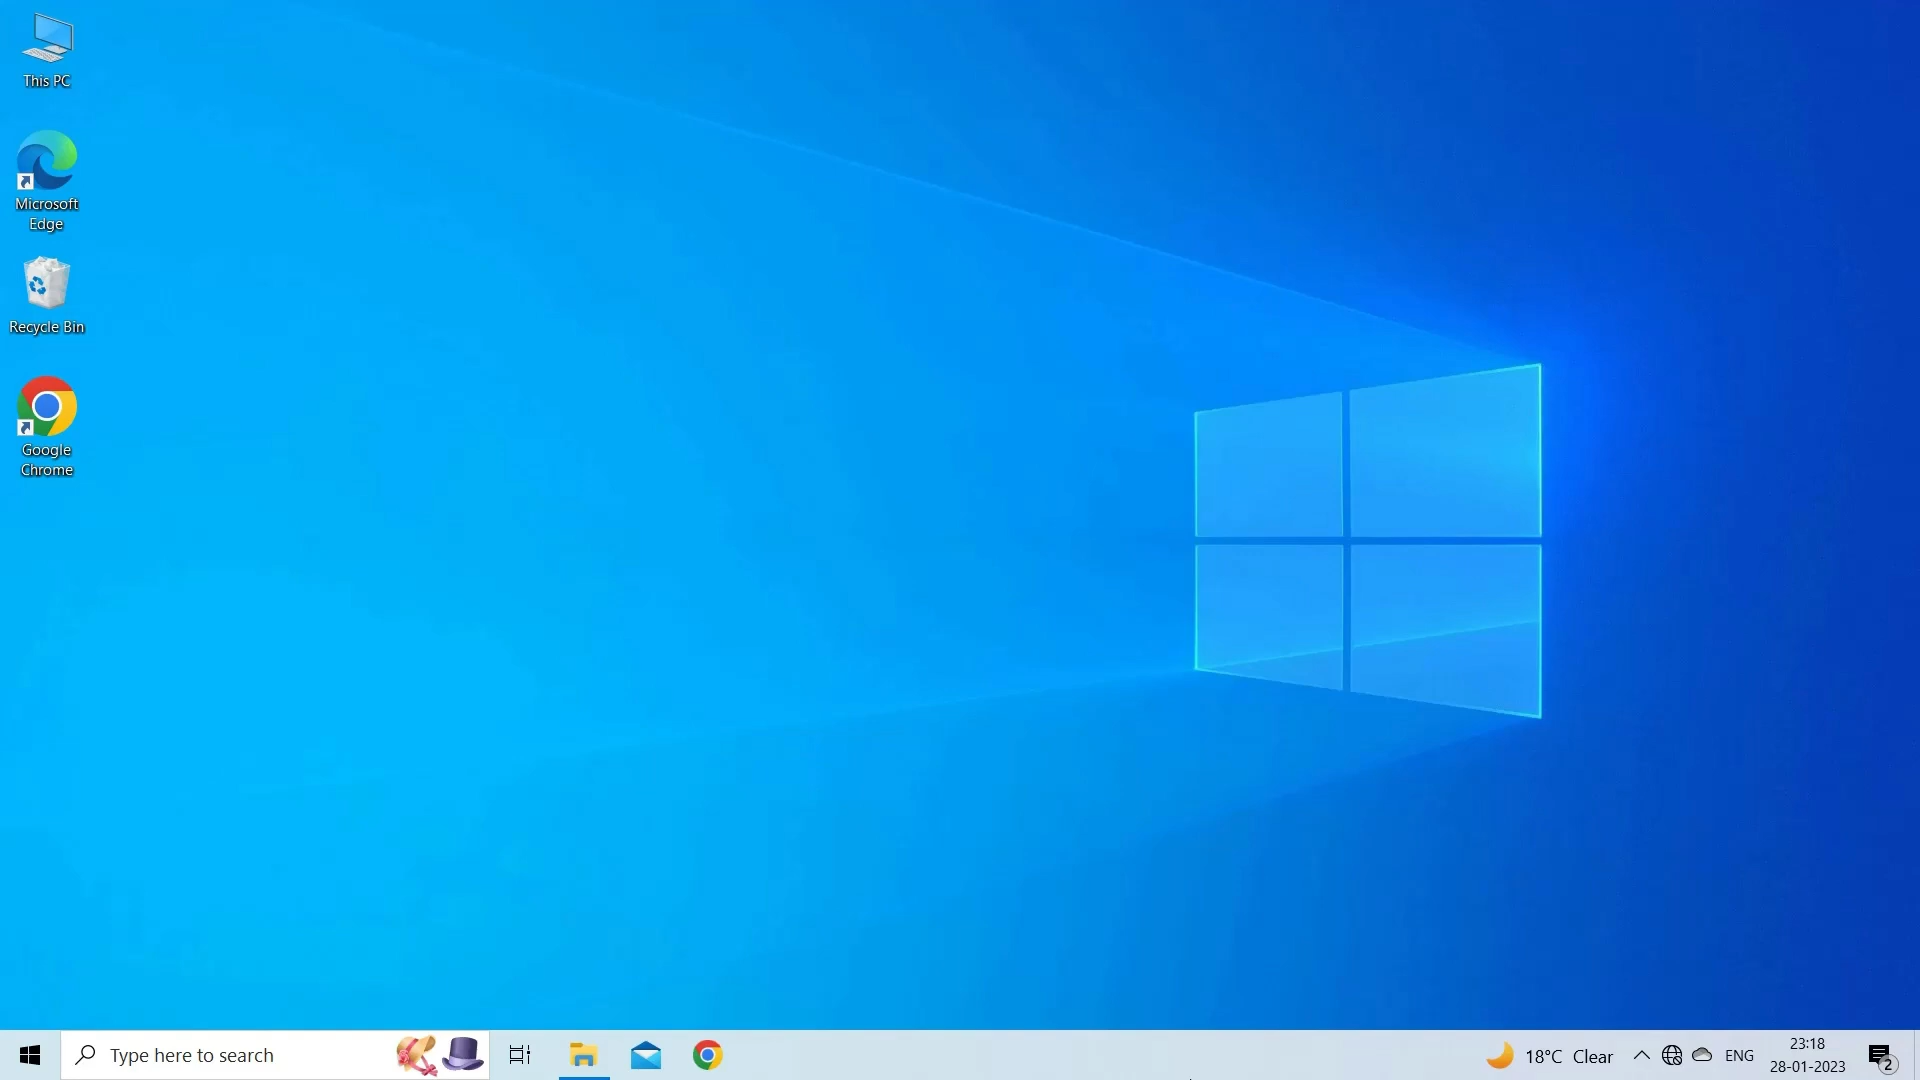 This PC
Microsoft
Edge
Recycle Bin
Google
Chrome
Type here to search
18°C Clear
ENG
23:18
28-01-2023
2